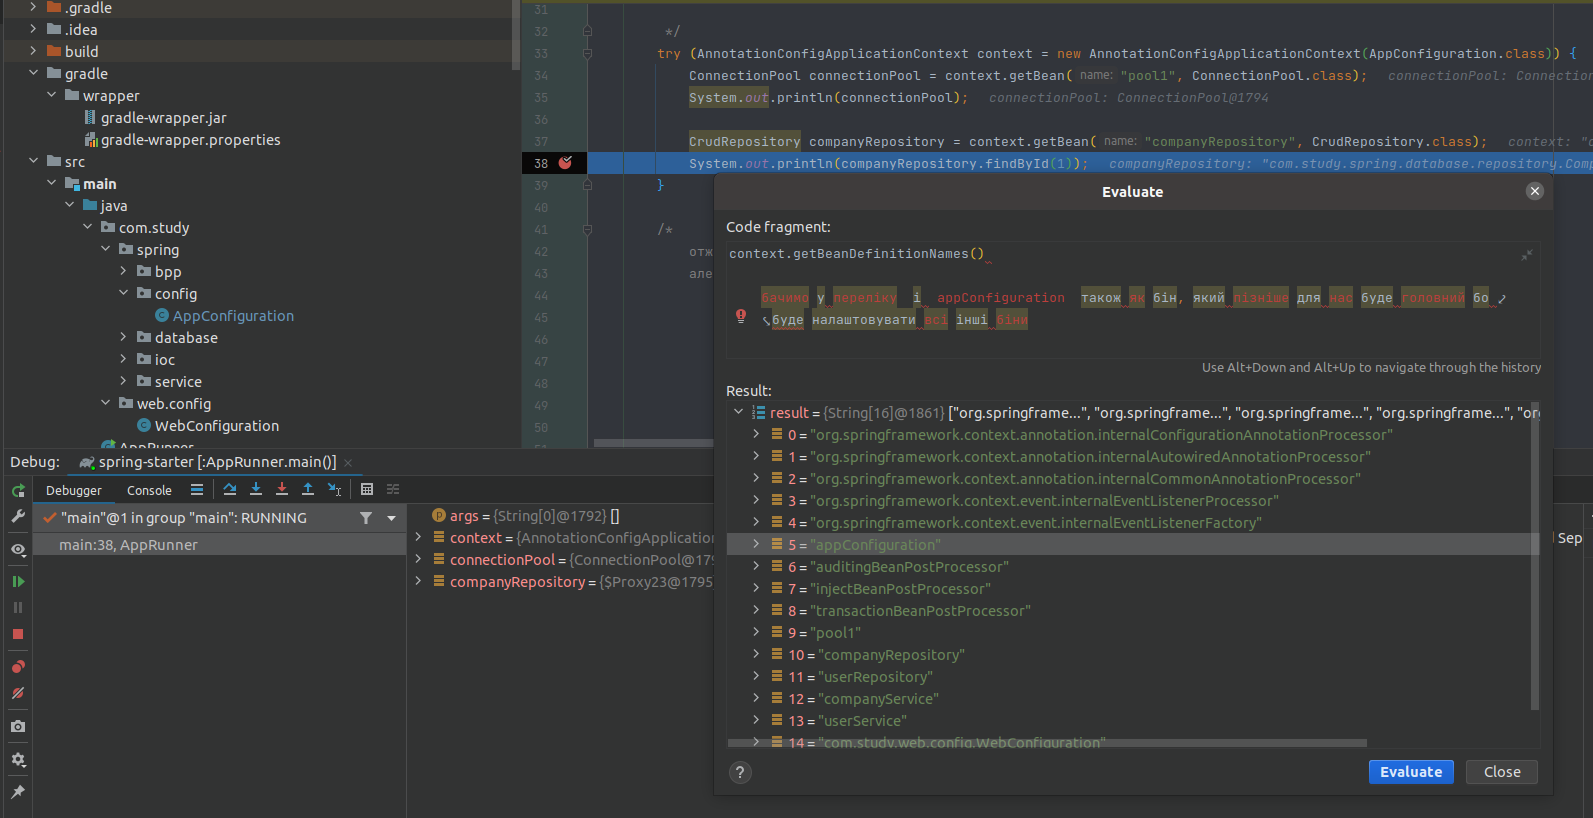 .gradle
.idea
build
gradle
wrapper
gradle-wrapper.jar
gradle-wrapper.properties
src
main
java
com.study
spring
bpp
config
AppConfiguration
database
ioc
service
web.config
WebConfiguration
AppRunner
31
32 */
33 try (AnnotationConfigApplicationContext context = new AnnotationConfigApplicationContext(AppConfiguration.class)) {
34 ConnectionPool connectionPool = context.getBean( name: "pool1", ConnectionPool.class); connectionPool: Connection
35 System.out.println(connectionPool); connectionPool: ConnectionPool@1794
36
37 CrudRepository companyRepository = context.getBean( name: "companyRepository", CrudRepository.class); context: "o
38 System.out.println(companyRepository.findById(1)); companyRepository: "com.study.spring.database.repository.Comp
39 }
40
41 /*
42 отж
43 але
44
45
46
47
48
49
50
Evaluate
Code fragment:
context.getBeanDefinitionNames()
бачимо у переліку і appConfiguration також як бін, який пізніше для нас буде головний бо
буде налаштовувати всі інші біни
Use Alt+Down and Alt+Up to navigate through the history
Result:
result = {String[16]@1861} ["org.springframe...", "org.springframe...", "org.springframe...", "org.springframe...", "or
0 = "org.springframework.context.annotation.internalConfigurationAnnotationProcessor"
1 = "org.springframework.context.annotation.internalAutowiredAnnotationProcessor"
2 = "org.springframework.context.annotation.internalCommonAnnotationProcessor"
3 = "org.springframework.context.event.internalEventListenerProcessor"
4 = "org.springframework.context.event.internalEventListenerFactory"
5 = "appConfiguration"
6 = "auditingBeanPostProcessor"
7 = "injectBeanPostProcessor"
8 = "transactionBeanPostProcessor"
9 = "pool1"
10 = "companyRepository"
11 = "userRepository"
12 = "companyService"
13 = "userService"
14 = "com.study.web.config.WebConfiguration"
? Evaluate Close
Debug: spring-starter [:AppRunner.main()]
Debugger Console
"main"@1 in group "main": RUNNING
main:38, AppRunner
args = {String[0]@1792} []
context = {AnnotationConfigApplication
connectionPool = {ConnectionPool@179
companyRepository = {$Proxy23@1795
Sep